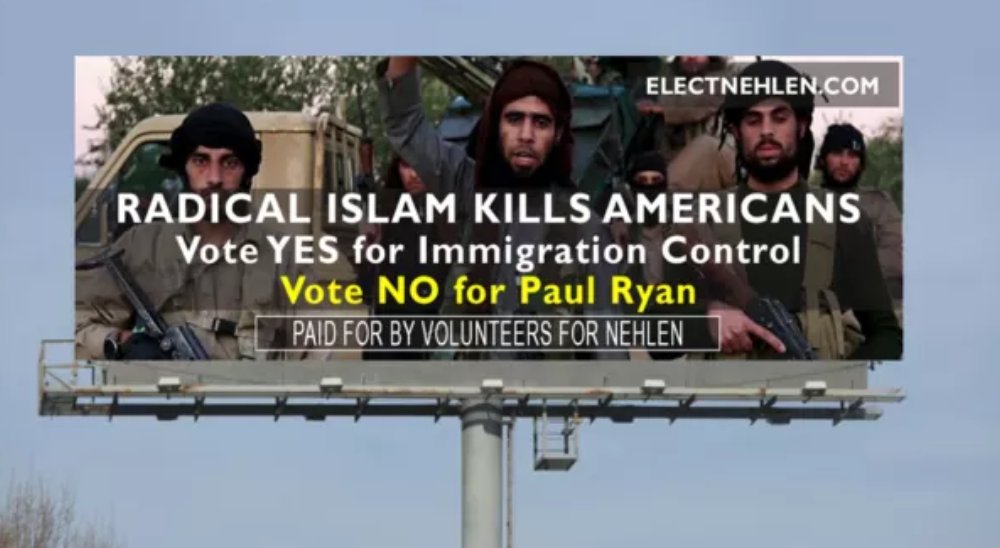 ELECTNEHLEN.COM
RADICAL ISLAM KILLS AMERICANS
Vote YES for Immigration Control
Vote NO for Paul Ryan
PAID FOR BY VOLUNTEERS FOR NEHLEN